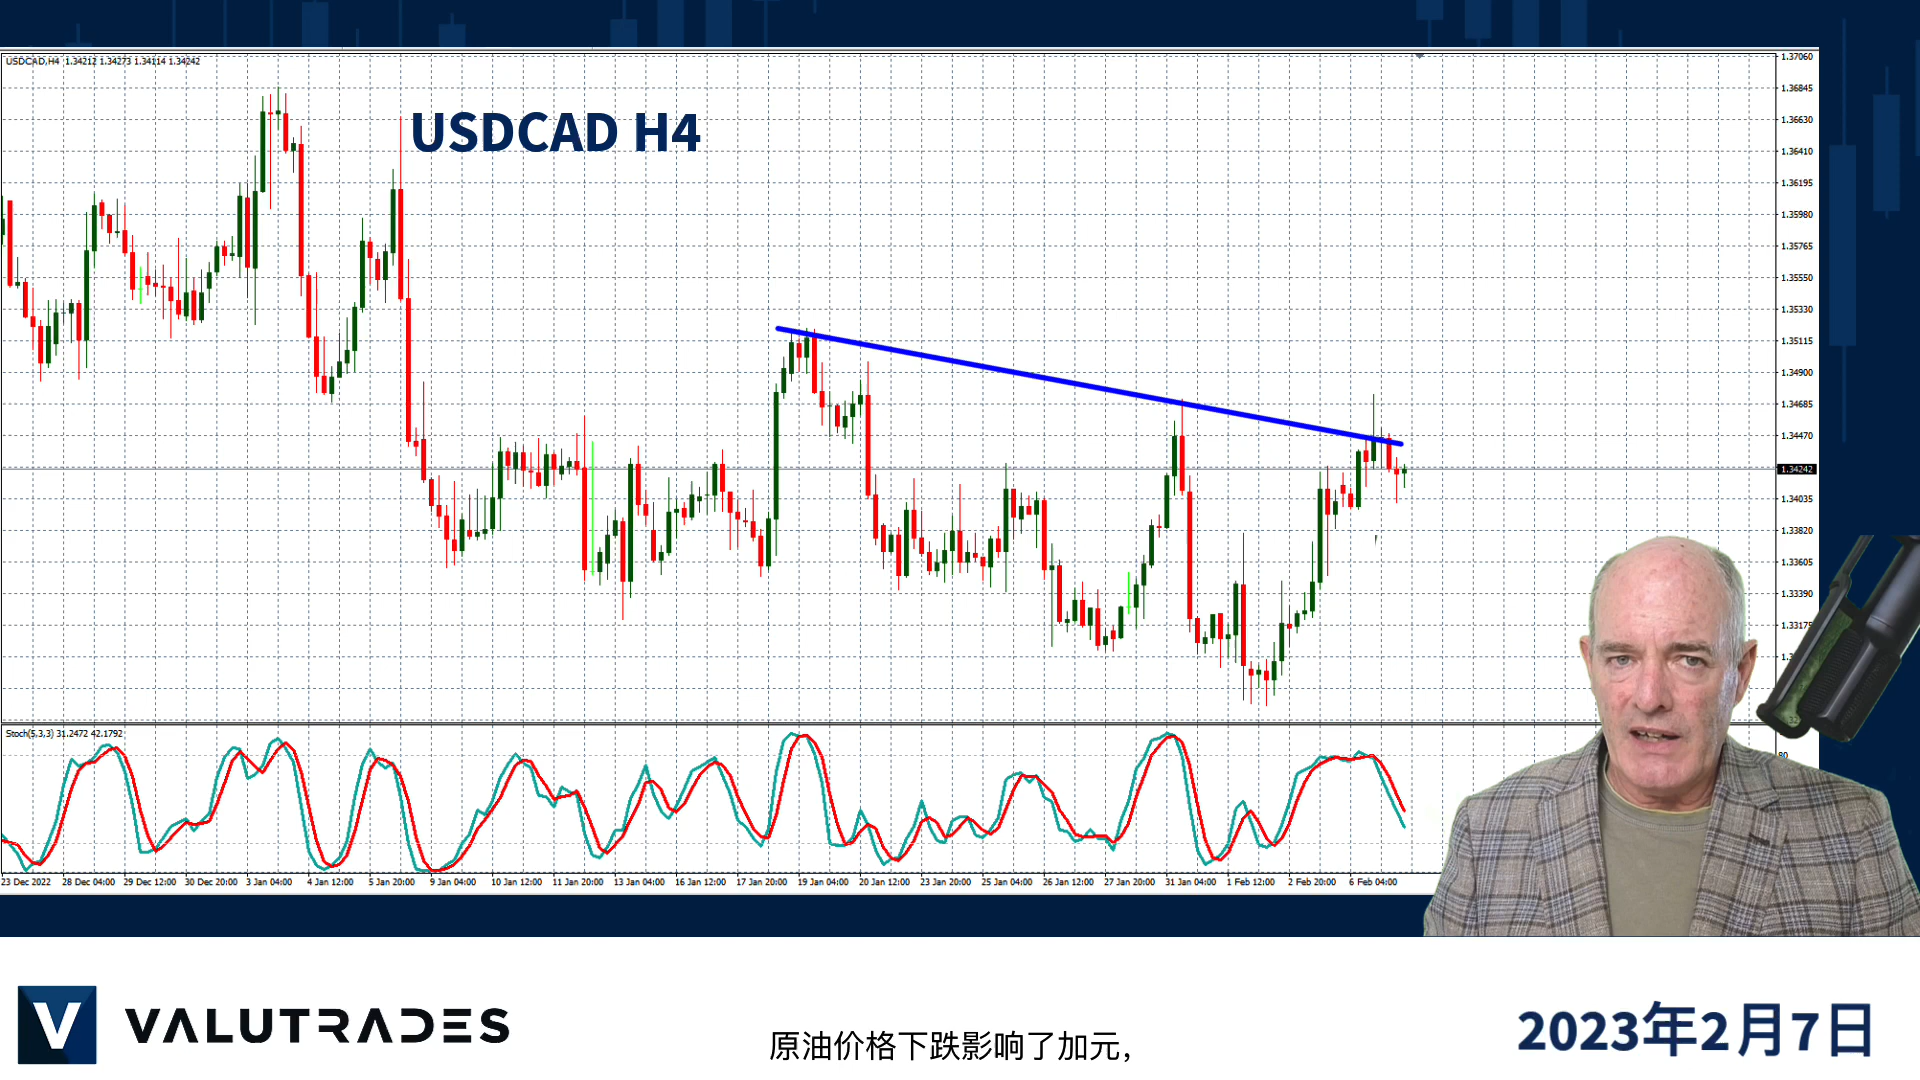 USDCAD,H4 1.34212 1.34273 1.34114 1.34242
USDCAD H4
1.37060
1.36845
1.36630
1.36410
1.36195
1.35980
1.35765
1.35550
1.35330
1.35115
1.34900
1.34685
1.34470
1.34242
1.34035
1.33820
1.33605
1.33390
1.33175
Stoch(5,3,3) 31.2472 42.1792
80
23 Dec 2022 28 Dec 04:00 29 Dec 12:00 30 Dec 20:00 3 Jan 04:00 4 Jan 12:00 5 Jan 20:00 9 Jan 04:00 10 Jan 12:00 11 Jan 20:00 13 Jan 04:00 16 Jan 12:00 17 Jan 20:00 19 Jan 04:00 20 Jan 12:00 23 Jan 20:00 25 Jan 04:00 26 Jan 12:00 27 Jan 20:00 31 Jan 04:00 1 Feb 12:00 2 Feb 20:00 6 Feb 04:00
VALUTRADES
原油价格下跌影响了加元，
2023年2月7日